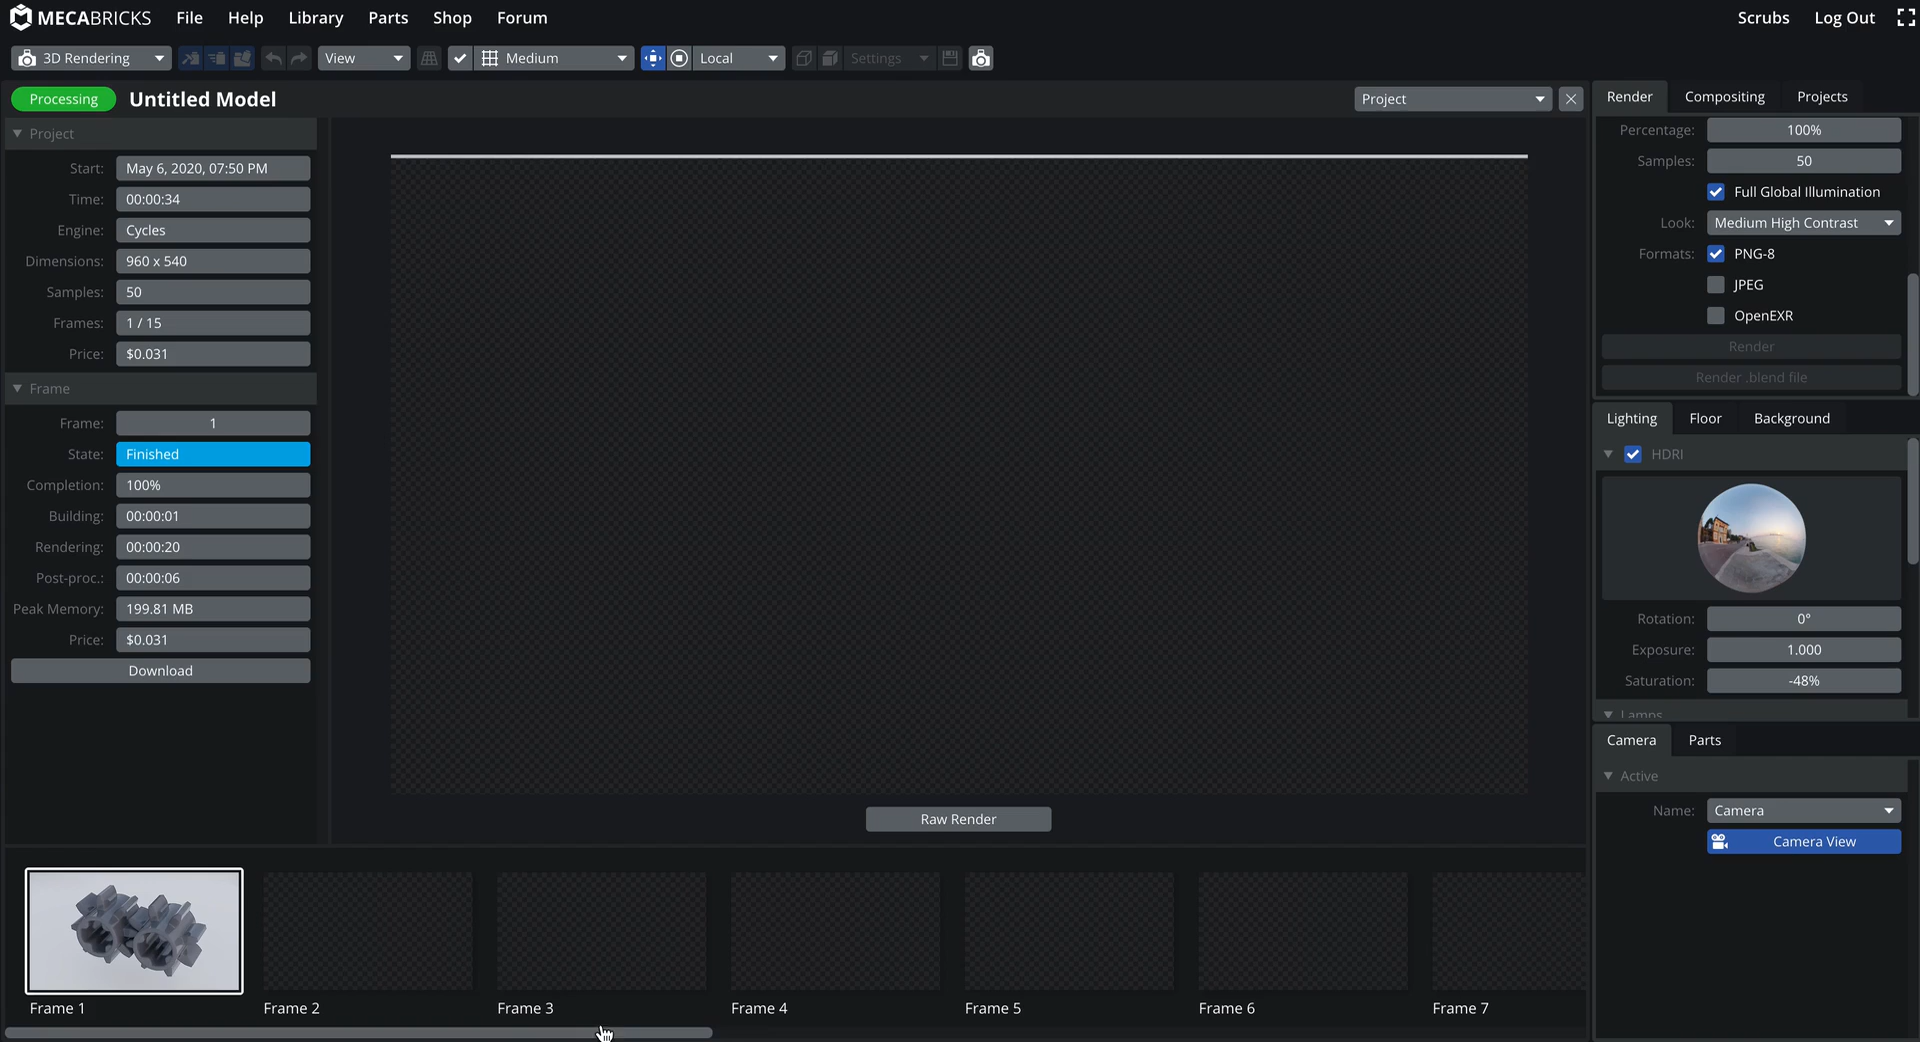 MECABRICKS File Help Library Parts Shop Forum Scrubs Log Out
3D Rendering View Medium Local Settings
Processing Untitled Model Project
Project
Start: May 6, 2020, 07:50 PM
Time: 00:00:34
Engine: Cycles
Dimensions: 960 x 540
Samples: 50
Frames: 1 / 15
Price: $0.031
Frame
Frame: 1
State: Finished
Completion: 100%
Building: 00:00:01
Rendering: 00:00:20
Post-proc.: 00:00:06
Peak Memory: 199.81 MB
Price: $0.031
Download
Raw Render
Frame 1 Frame 2 Frame 3 Frame 4 Frame 5 Frame 6 Frame 7
Render Compositing Projects
Percentage: 100%
Samples: 50
Full Global Illumination
Look: Medium High Contrast
Formats: PNG-8
JPEG
OpenEXR
Render
Render .blend file
Lighting Floor Background
HDRI
Rotation: 0°
Exposure: 1.000
Saturation: -48%
Lamps
Camera Parts
Active
Name: Camera
Camera View